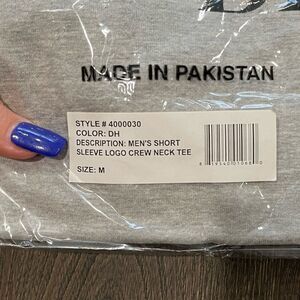 MADE IN PAKISTAN
STYLE # 4000030
COLOR: DH
DESCRIPTION: MEN'S SHORT
SLEEVE LOGO CREW NECK TEE
SIZE: M